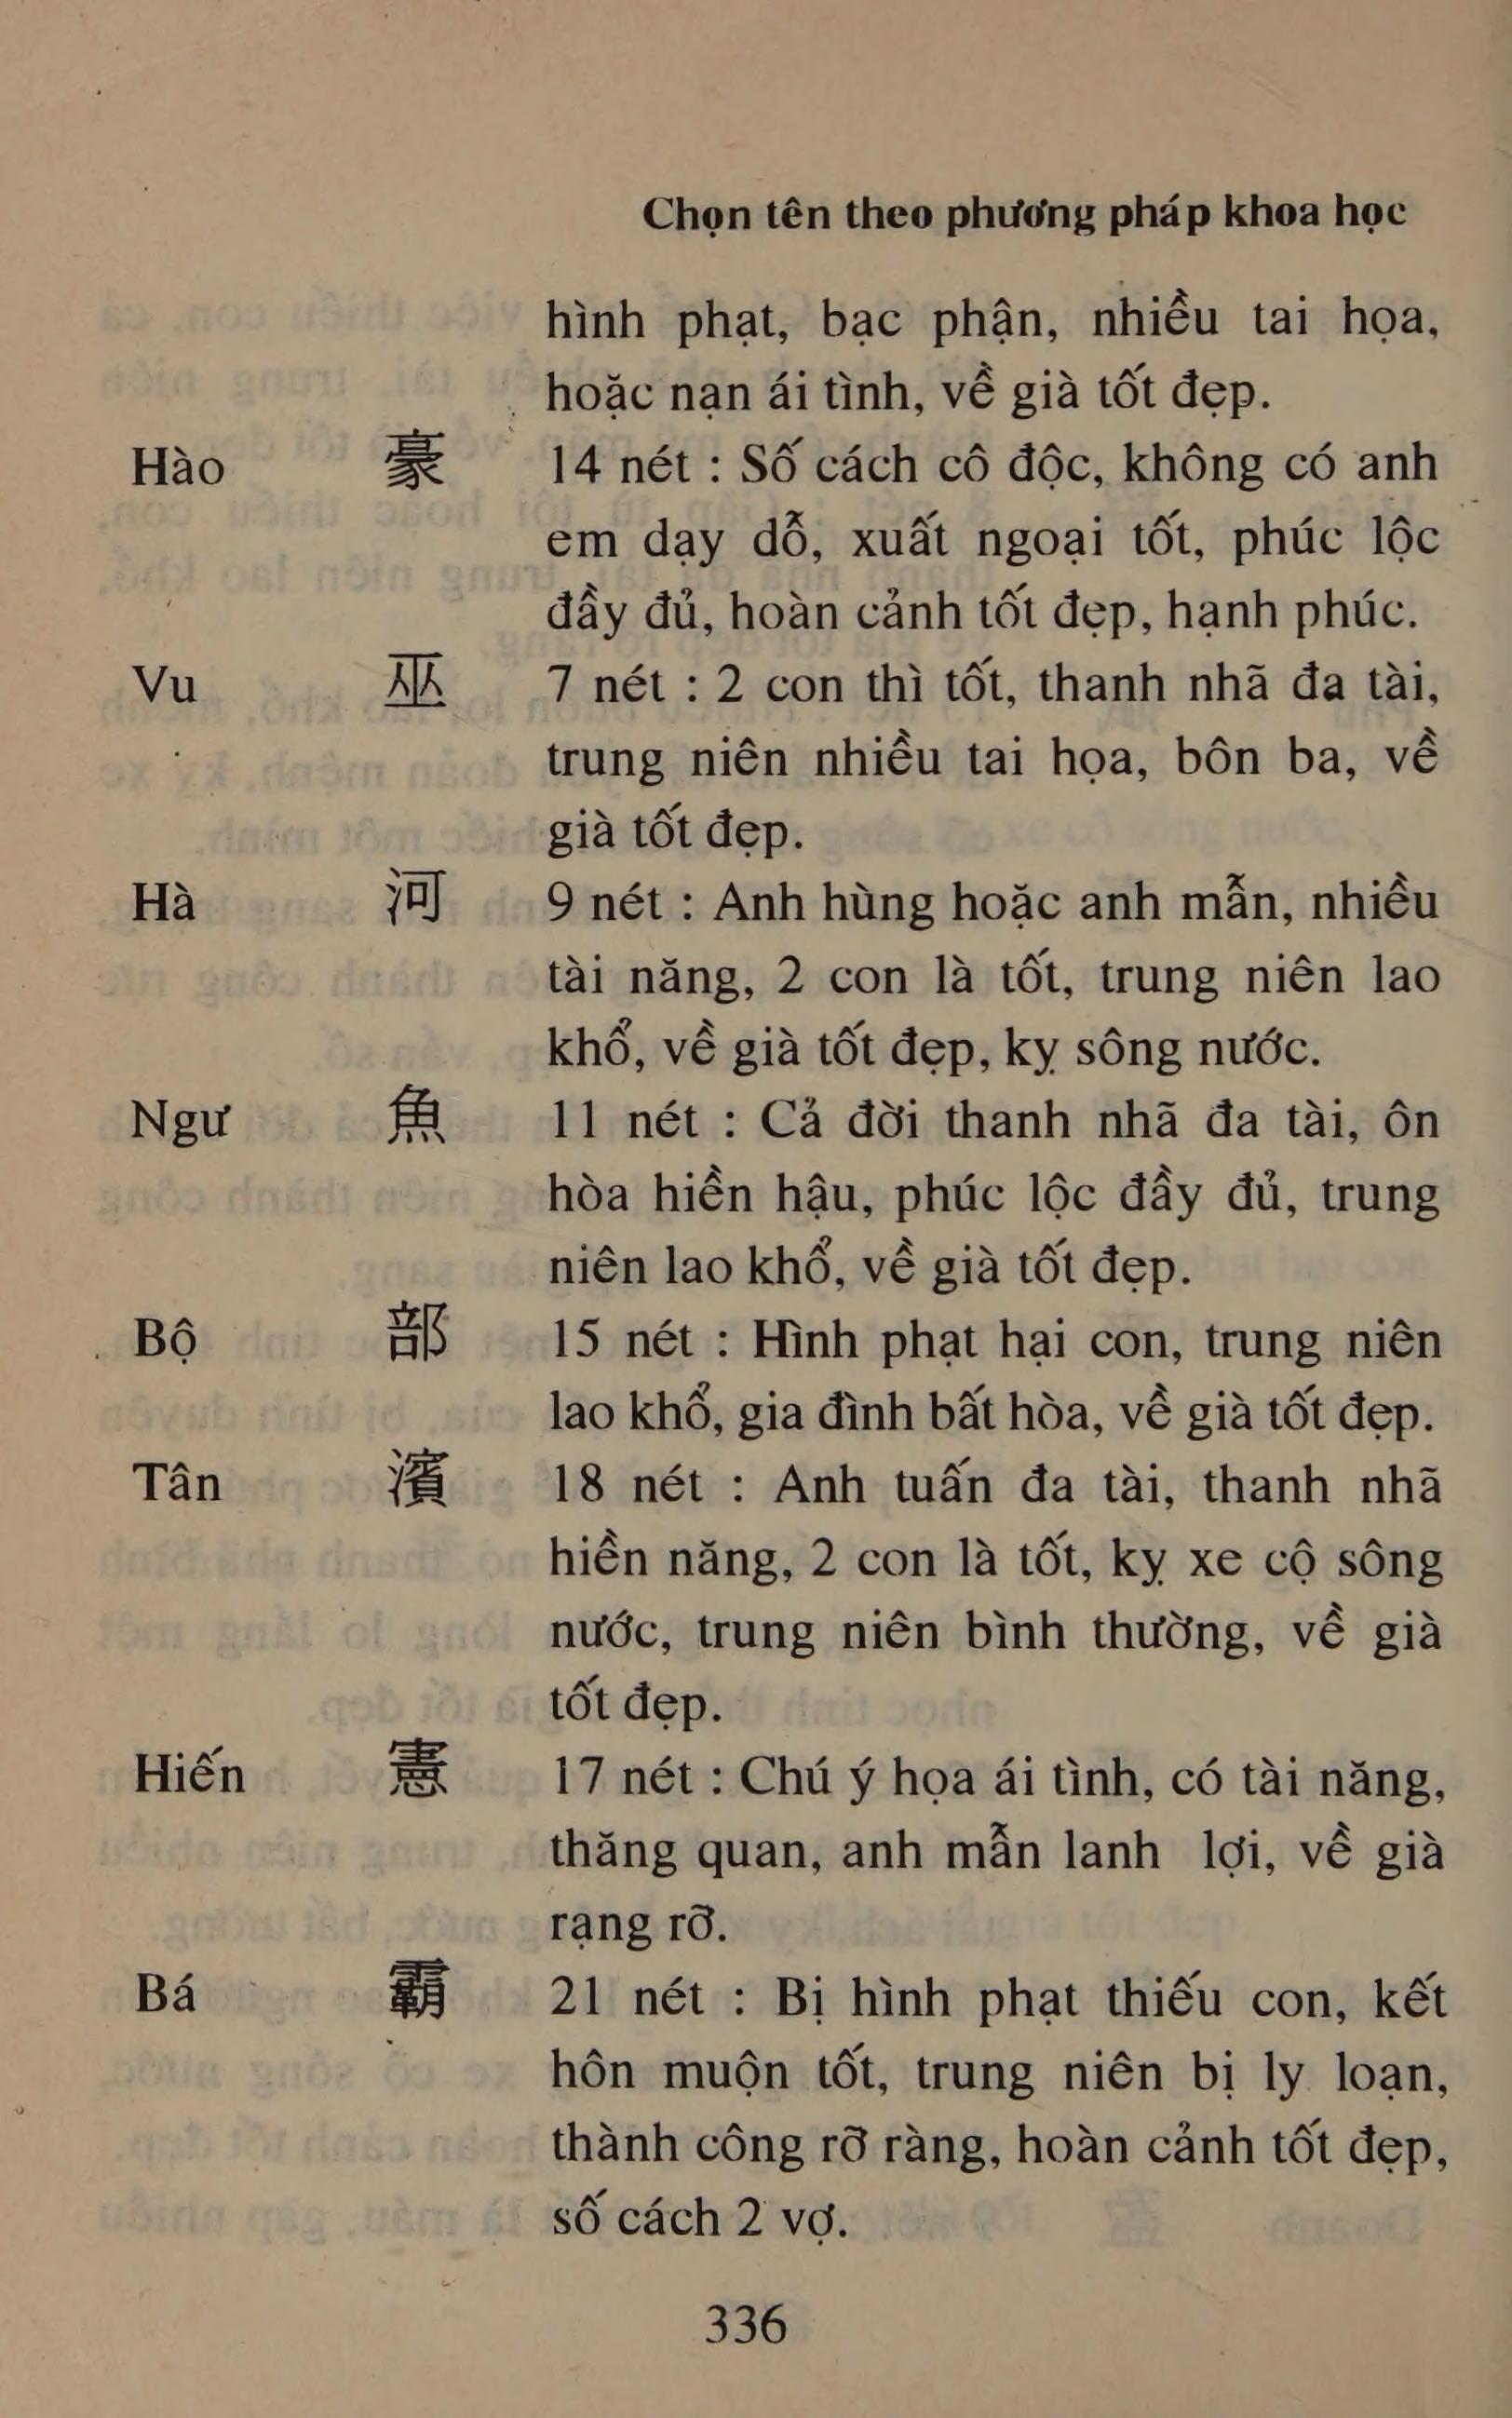 Chọn tên theo phương pháp khoa học
hình phạt, bạc phận, nhiều tai họa,
hoặc nạn ái tình, về già tốt đẹp.
Hào 豪 14 nét : Số cách cô độc, không có anh
em dạy dỗ, xuất ngoại tốt, phúc lộc
đầy đủ, hoàn cảnh tốt đẹp, hạnh phúc.
Vu 巫 7 nét : 2 con thì tốt, thanh nhã đa tài,
trung niên nhiều tai họa, bôn ba, về
già tốt đẹp.
Hà 河 9 nét : Anh hùng hoặc anh mẫn, nhiều
tài năng, 2 con là tốt, trung niên lao
khổ, về già tốt đẹp, kỵ sông nước.
Ngư 魚 11 nét : Cả đời thanh nhã đa tài, ôn
hòa hiền hậu, phúc lộc đầy đủ, trung
niên lao khổ, về già tốt đẹp.
Bộ 部 15 nét : Hình phạt hại con, trung niên
lao khổ, gia đình bất hòa, về già tốt đẹp.
Tân 濱 18 nét : Anh tuấn đa tài, thanh nhã
hiền năng, 2 con là tốt, kỵ xe cộ sông
nước, trung niên bình thường, về già
tốt đẹp.
Hiến 憲 17 nét : Chú ý họa ái tình, có tài năng,
thăng quan, anh mẫn lanh lợi, về già
rạng rỡ.
Bá 霸 21 nét : Bị hình phạt thiếu con, kết
hôn muộn tốt, trung niên bị ly loạn,
thành công rỡ ràng, hoàn cảnh tốt đẹp,
số cách 2 vợ.
336